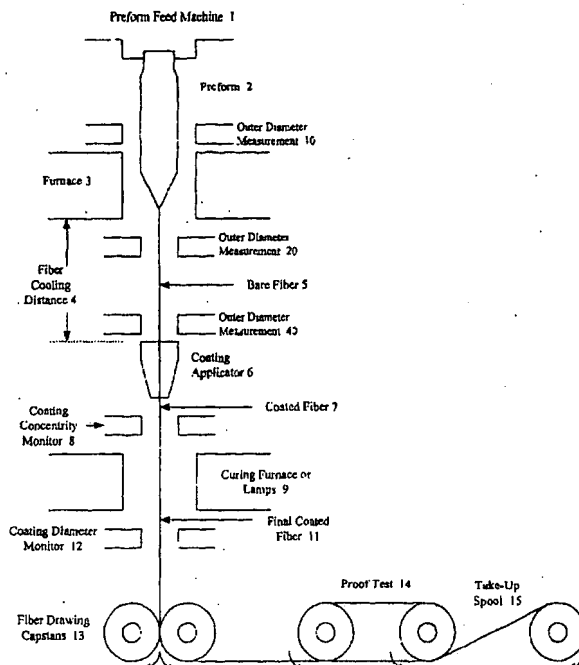 Preform Feed Machine 1
Preform 2
Outer Diameter
Measurement 10
Furnace 3
Outer Diameter
Measurement 20
Fiber
Cooling
Distance 4
Bare Fiber 5
Outer Diameter
Measurement 40
Coating
Applicator 6
Coated Fiber 7
Coating
Concentricity
Monitor 8
Curing Furnace or
Lamps 9
Coating Diameter
Monitor 12
Final Coated
Fiber 11
Proof Test 14
Take-Up
Spool 15
Fiber Drawing
Capstans 13